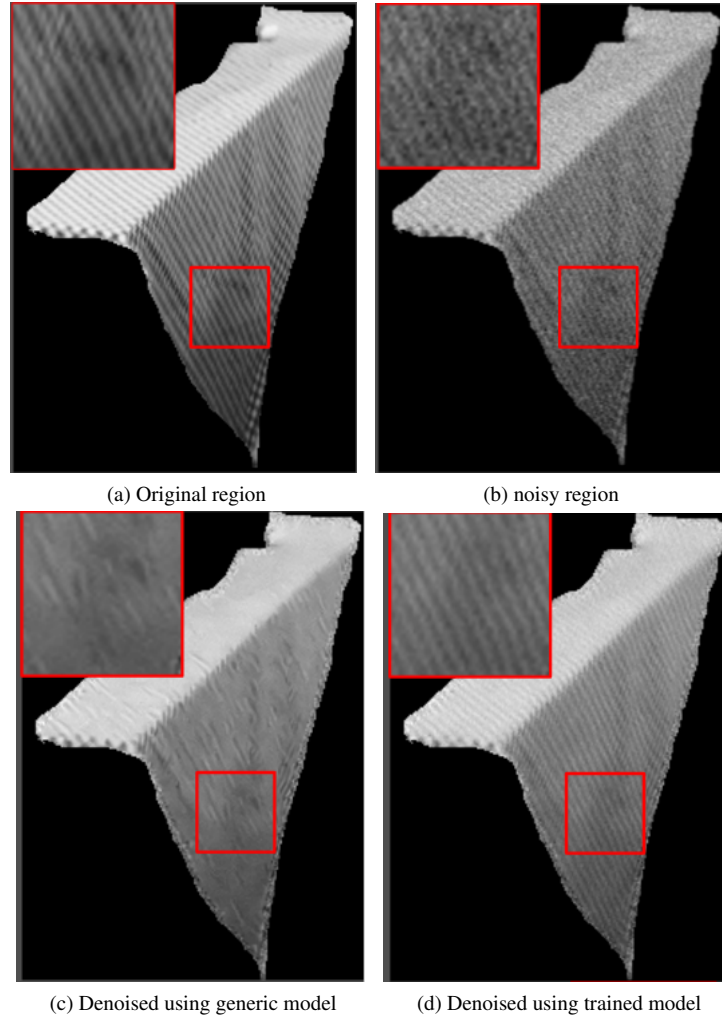 (a) Original region
(b) noisy region
(c) Denoised using generic model
(d) Denoised using trained model